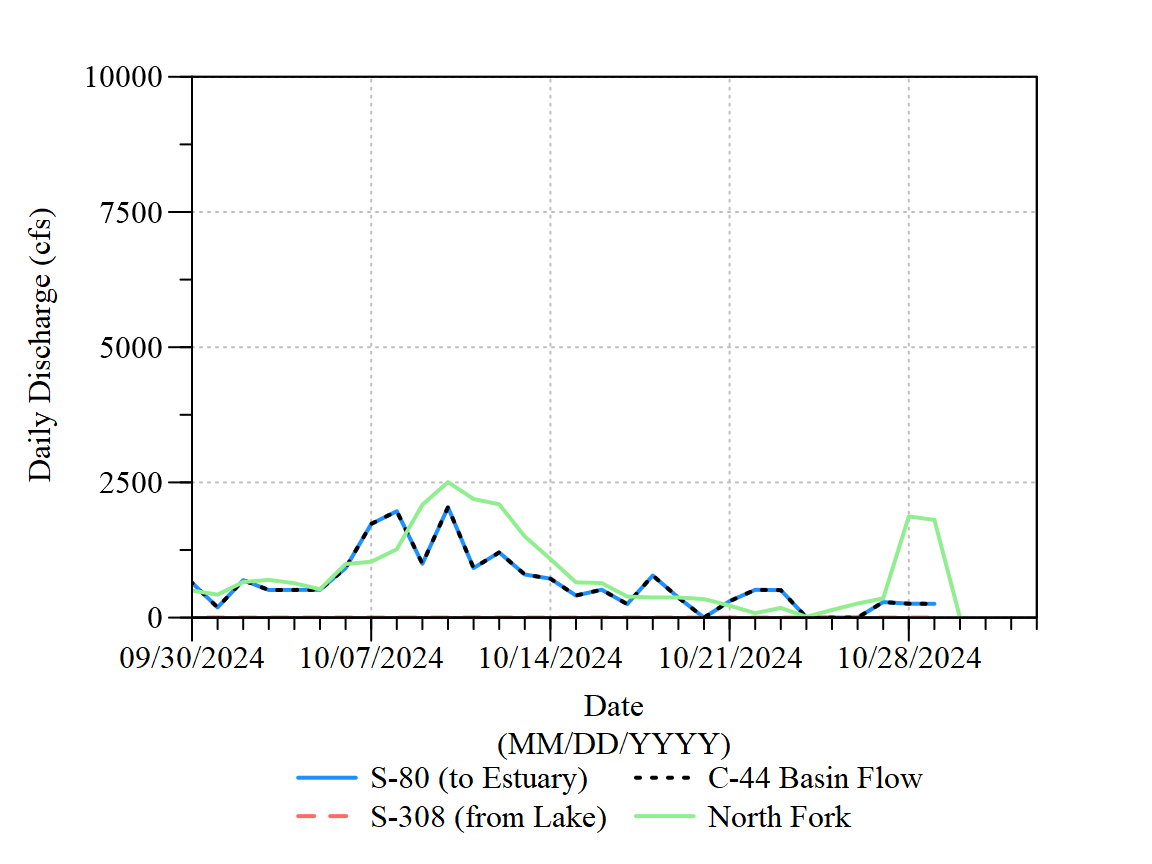 10000
7500
5000
2500
0
Daily Discharge (cfs)
09/30/2024 10/07/2024 10/14/2024 10/21/2024 10/28/2024
Date
(MM/DD/YYYY)
S-80 (to Estuary) C-44 Basin Flow
S-308 (from Lake) North Fork